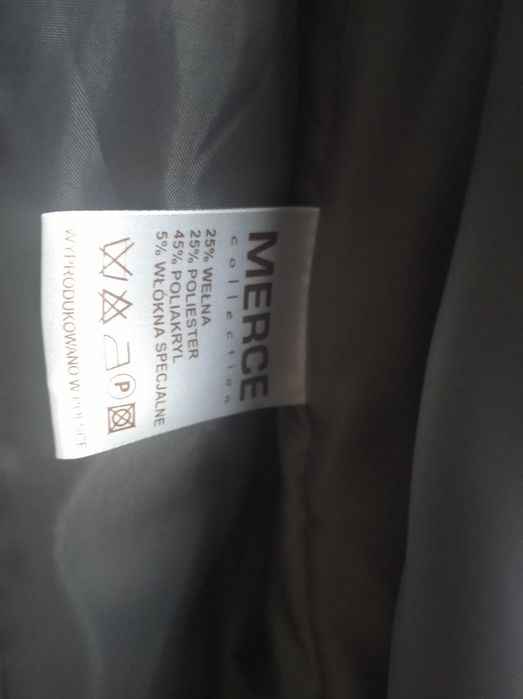 MERCE
collection
25% WEŁNA
25% POLIESTER
45% POLIAKRYL
5% WŁÓKNA SPECJALNE
P
WYPRODUKOWANO W POLSCE